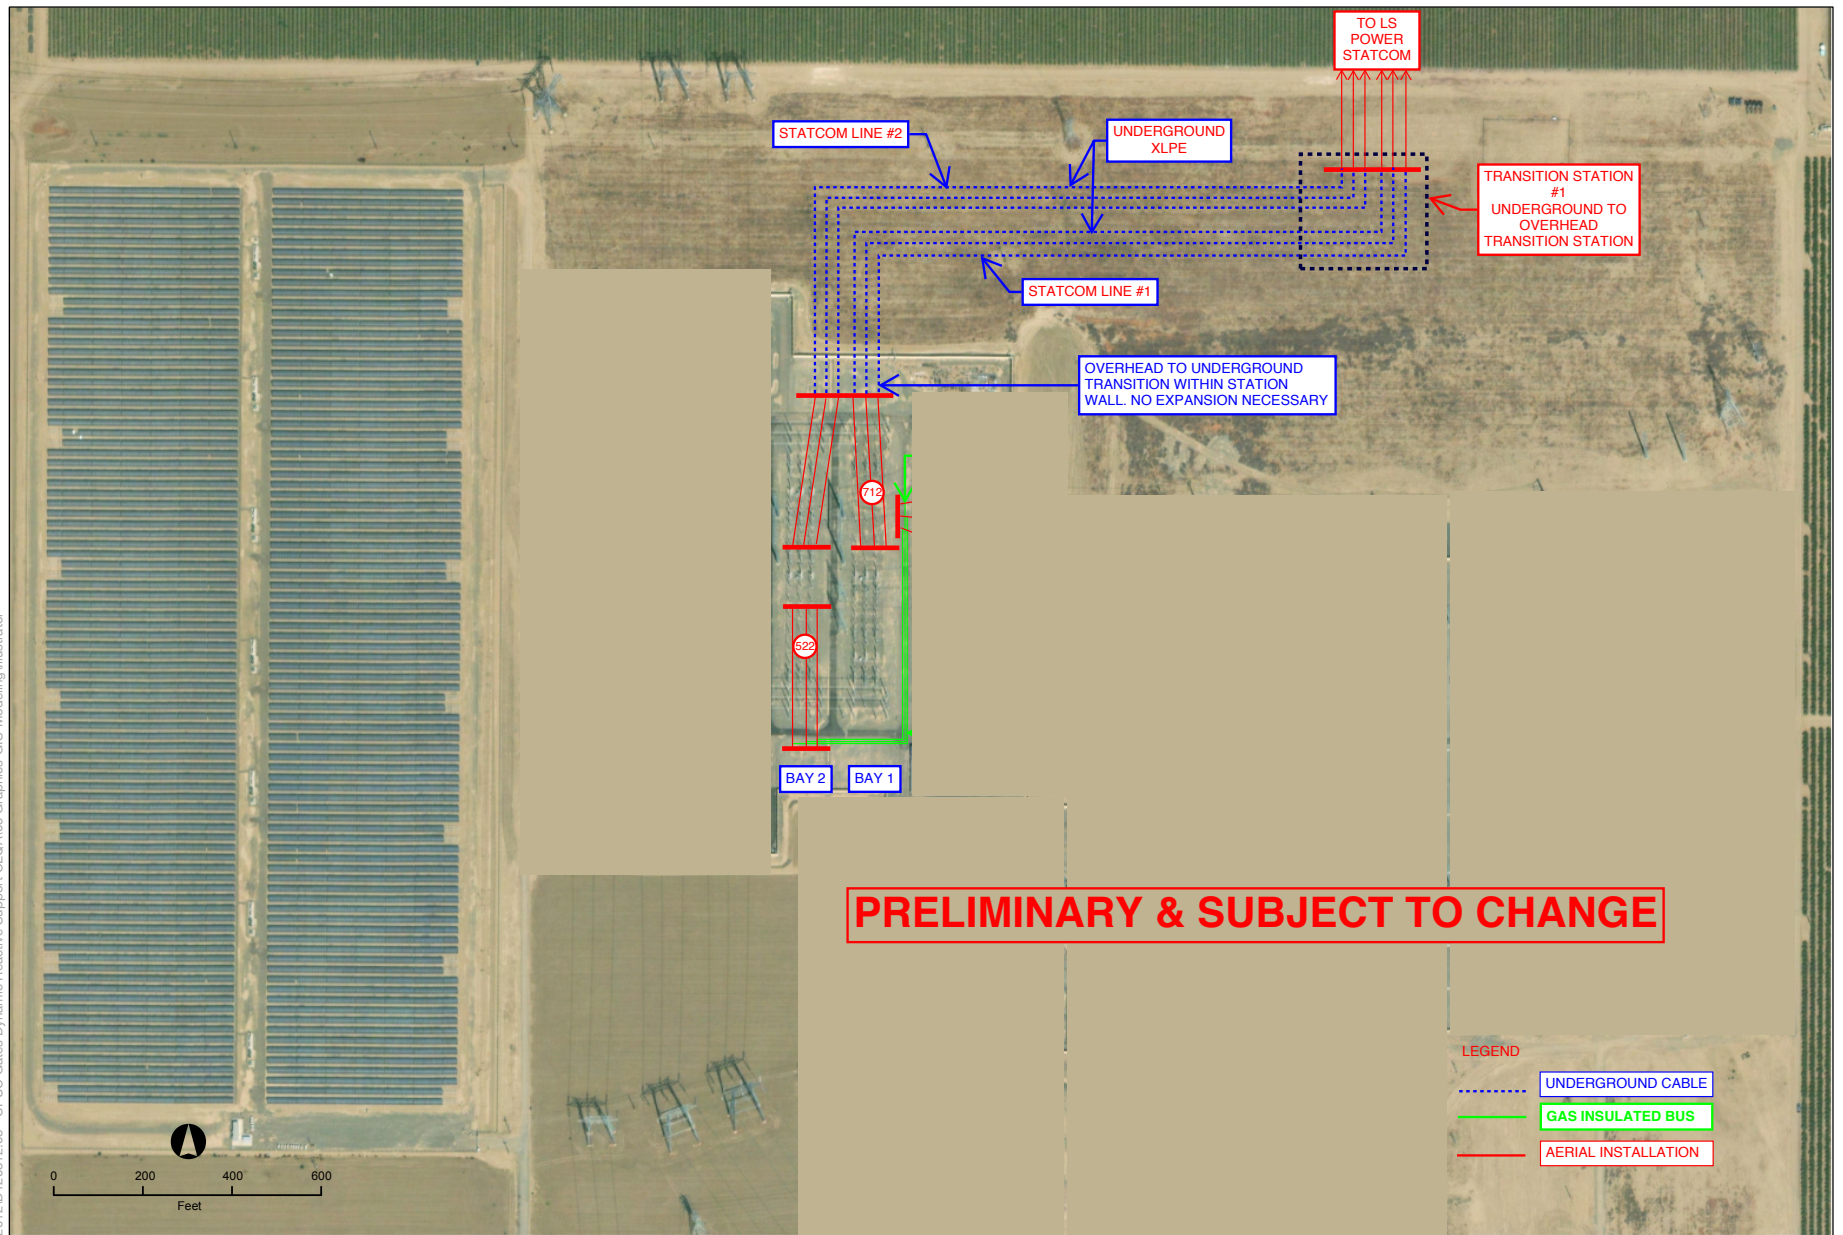 TO LS
POWER
STATCOM
STATCOM LINE #2
UNDERGROUND
XLPE
TRANSITION STATION
#1
UNDERGROUND TO
OVERHEAD
TRANSITION STATION
STATCOM LINE #1
OVERHEAD TO UNDERGROUND
TRANSITION WITHIN STATION
WALL. NO EXPANSION NECESSARY
712
522
BAY 2
BAY 1
PRELIMINARY & SUBJECT TO CHANGE
LEGEND
UNDERGROUND CABLE
GAS INSULATED BUS
AERIAL INSTALLATION
0 200 400 600
Feet